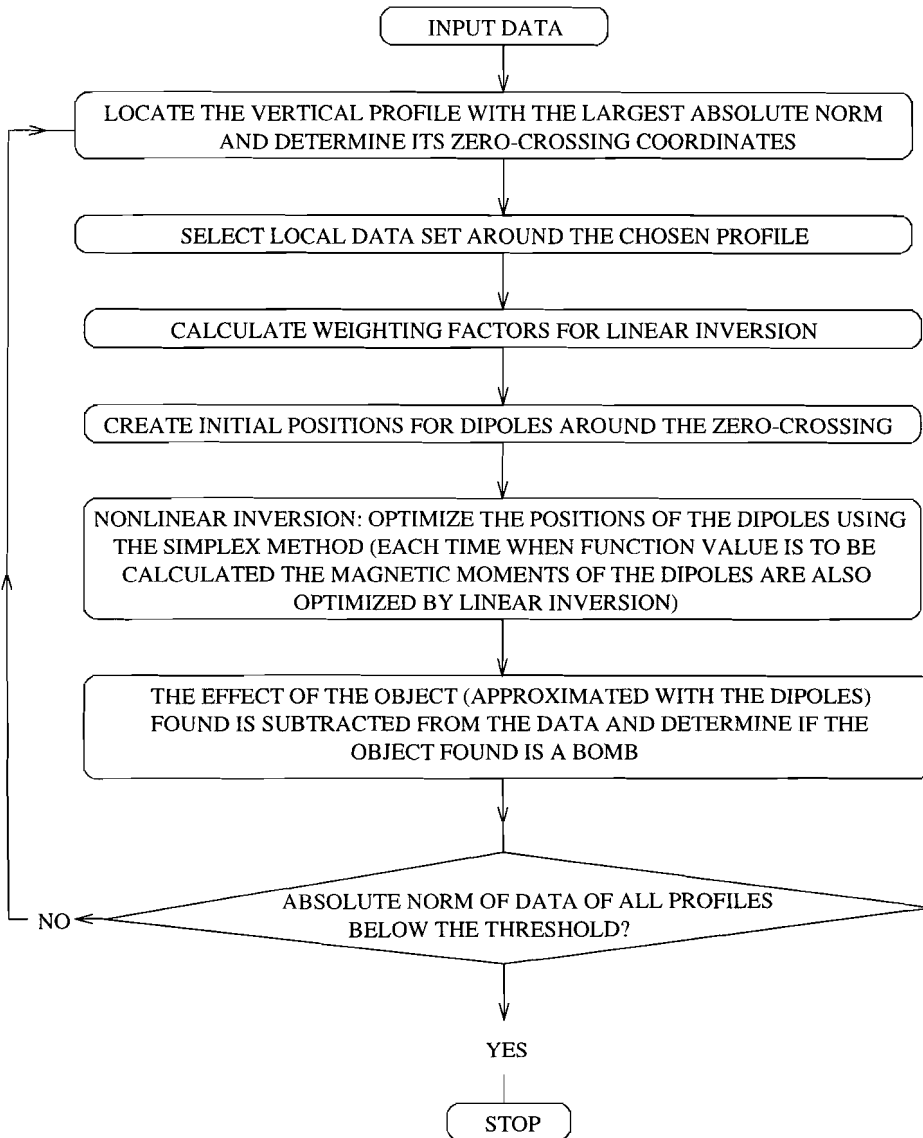 INPUT DATA
LOCATE THE VERTICAL PROFILE WITH THE LARGEST ABSOLUTE NORM
AND DETERMINE ITS ZERO-CROSSING COORDINATES
SELECT LOCAL DATA SET AROUND THE CHOSEN PROFILE
CALCULATE WEIGHTING FACTORS FOR LINEAR INVERSION
CREATE INITIAL POSITIONS FOR DIPOLES AROUND THE ZERO-CROSSING
NONLINEAR INVERSION: OPTIMIZE THE POSITIONS OF THE DIPOLES USING
THE SIMPLEX METHOD (EACH TIME WHEN FUNCTION VALUE IS TO BE
CALCULATED THE MAGNETIC MOMENTS OF THE DIPOLES ARE ALSO
OPTIMIZED BY LINEAR INVERSION)
THE EFFECT OF THE OBJECT (APPROXIMATED WITH THE DIPOLES)
FOUND IS SUBTRACTED FROM THE DATA AND DETERMINE IF THE
OBJECT FOUND IS A BOMB
ABSOLUTE NORM OF DATA OF ALL PROFILES
BELOW THE THRESHOLD?
NO
YES
STOP